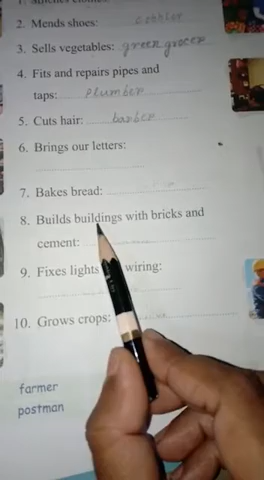 2. Mends shoes: cobbler
3. Sells vegetables: green grocer
4. Fits and repairs pipes and
taps: Plumber
5. Cuts hair: barber
6. Brings our letters:
7. Bakes bread:
8. Builds buildings with bricks and
cement:
9. Fixes lights wiring:
10. Grows crops:
farmer
postman